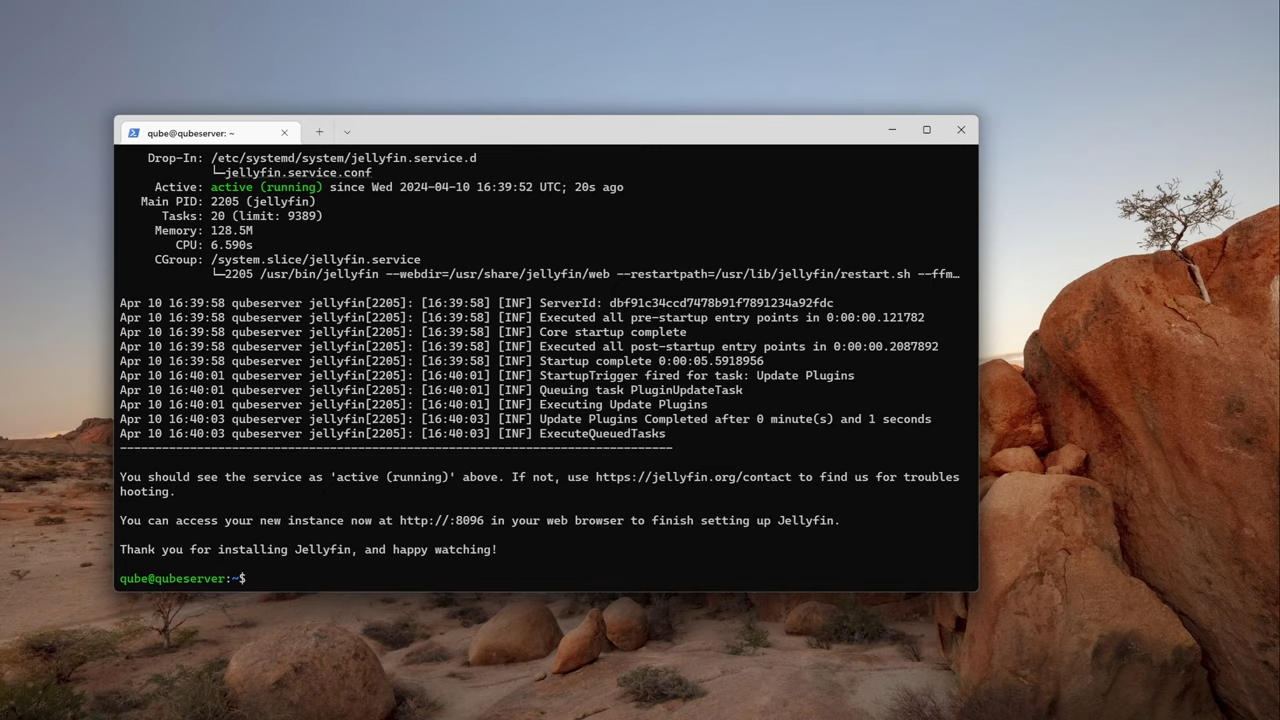 qube@qubeserver: ~
Drop-In: /etc/systemd/system/jellyfin.service.d
└─jellyfin.service.conf
Active: active (running) since Wed 2024-04-10 16:39:52 UTC; 20s ago
Main PID: 2205 (jellyfin)
Tasks: 20 (limit: 9389)
Memory: 128.5M
CPU: 6.590s
CGroup: /system.slice/jellyfin.service
└─2205 /usr/bin/jellyfin --webdir=/usr/share/jellyfin/web --restartpath=/usr/lib/jellyfin/restart.sh --ffm…
Apr 10 16:39:58 qubeserver jellyfin[2205]: [16:39:58] [INF] ServerId: dbf91c34ccd7478b91f7891234a92fdc
Apr 10 16:39:58 qubeserver jellyfin[2205]: [16:39:58] [INF] Executed all pre-startup entry points in 0:00:00.121782
Apr 10 16:39:58 qubeserver jellyfin[2205]: [16:39:58] [INF] Core startup complete
Apr 10 16:39:58 qubeserver jellyfin[2205]: [16:39:58] [INF] Executed all post-startup entry points in 0:00:00.2087892
Apr 10 16:39:58 qubeserver jellyfin[2205]: [16:39:58] [INF] Startup complete 0:00:05.5918956
Apr 10 16:40:01 qubeserver jellyfin[2205]: [16:40:01] [INF] StartupTrigger fired for task: Update Plugins
Apr 10 16:40:01 qubeserver jellyfin[2205]: [16:40:01] [INF] Queuing task PluginUpdateTask
Apr 10 16:40:01 qubeserver jellyfin[2205]: [16:40:01] [INF] Executing Update Plugins
Apr 10 16:40:03 qubeserver jellyfin[2205]: [16:40:03] [INF] Update Plugins Completed after 0 minute(s) and 1 seconds
Apr 10 16:40:03 qubeserver jellyfin[2205]: [16:40:03] [INF] ExecuteQueuedTasks
-------------------------------------------------------------------------------
You should see the service as 'active (running)' above. If not, use https://jellyfin.org/contact to find us for troubles
hooting.
You can access your new instance now at http://:8096 in your web browser to finish setting up Jellyfin.
Thank you for installing Jellyfin, and happy watching!
qube@qubeserver:~$